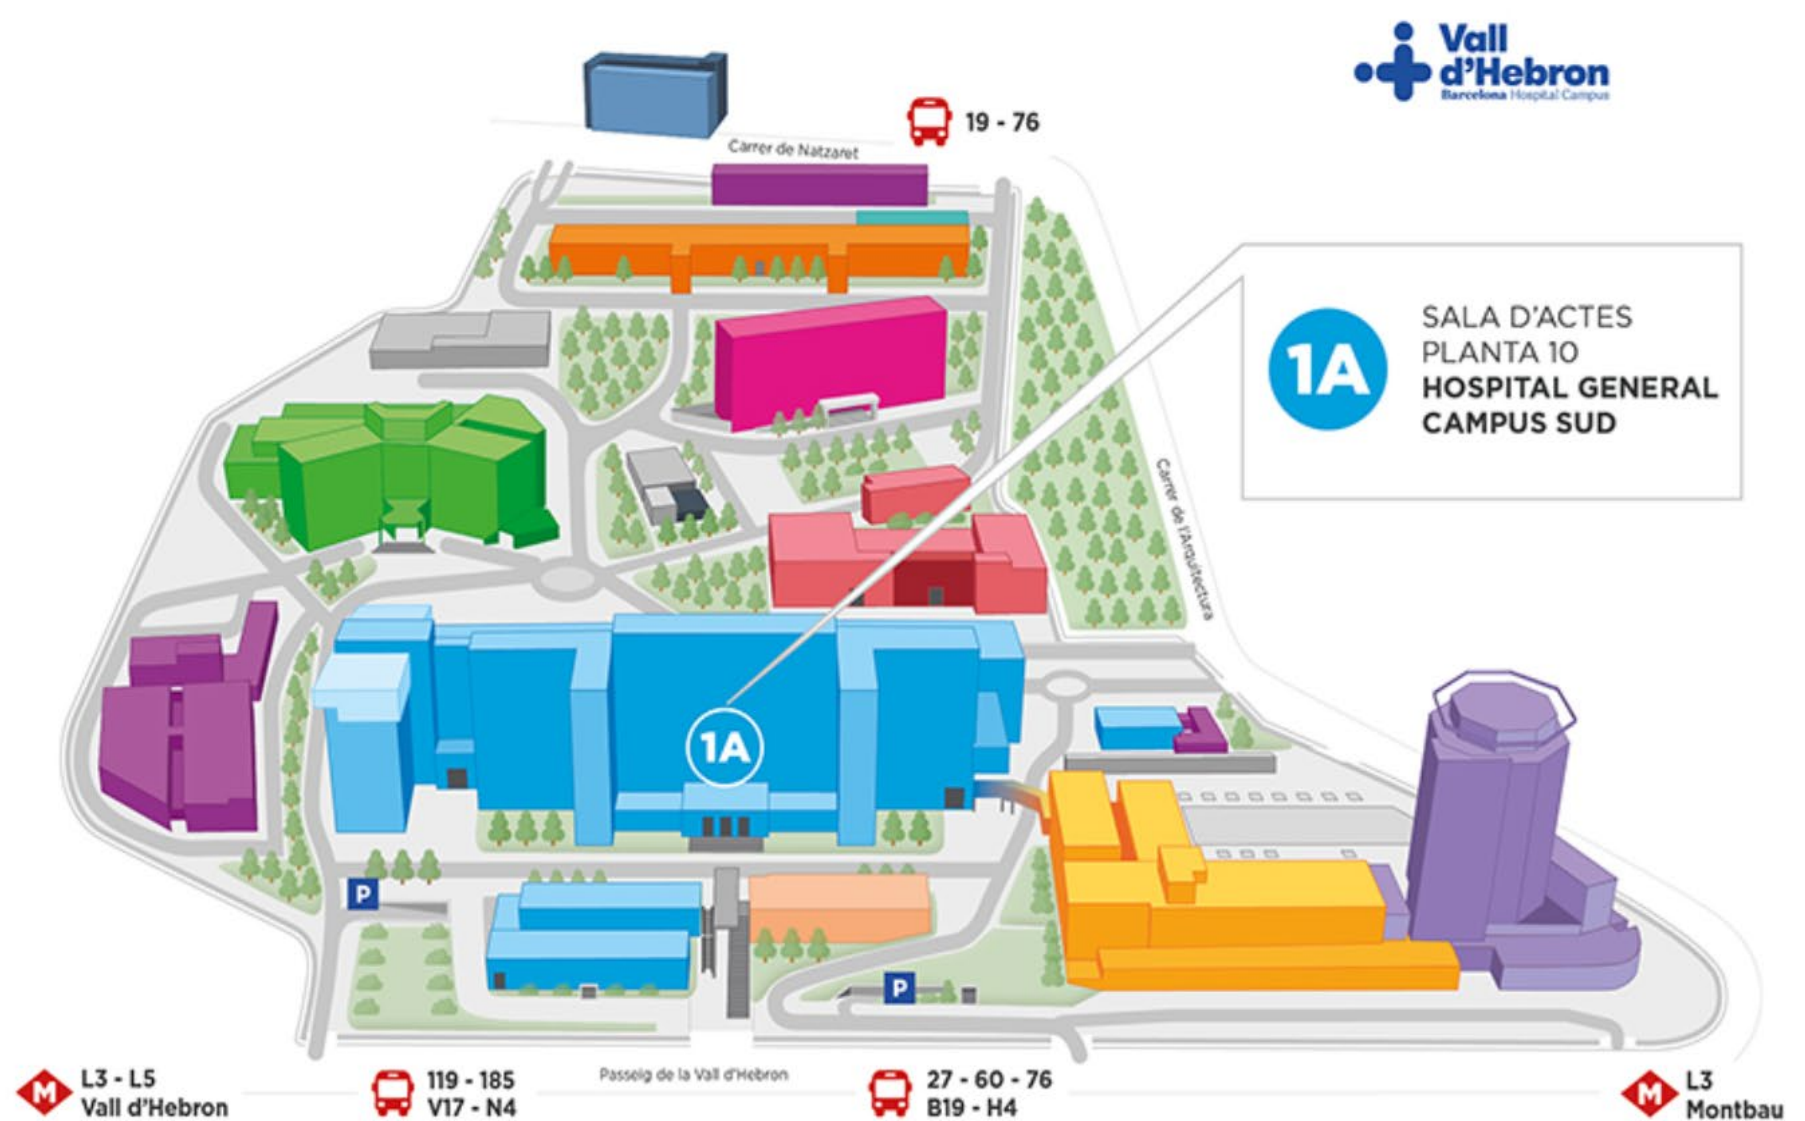 Vall
d'Hebron
Barcelona Hospital Campus
19 - 76
Carrer de Natzaret
1A
SALA D'ACTES
PLANTA 10
HOSPITAL GENERAL
CAMPUS SUD
Carrer de l'Arquitectura
1A
P
P
M
L3 - L5
Vall d'Hebron
119 - 185
V17 - N4
Passeig de la Vall d'Hebron
27 - 60 - 76
B19 - H4
M
L3
Montbau